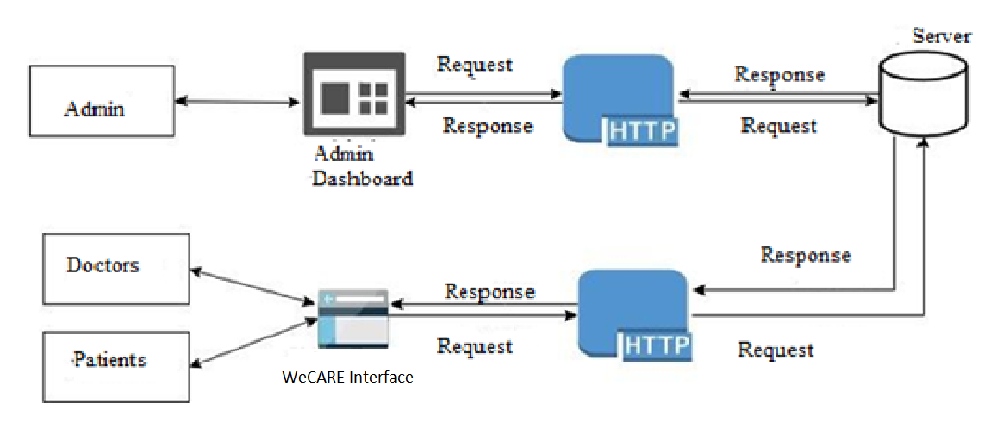 Server
Request
Response
Admin
Response
Request
HTTP
Admin
Dashboard
Doctors
Response
Response
Patients
Request
HTTP
Request
WeCARE Interface